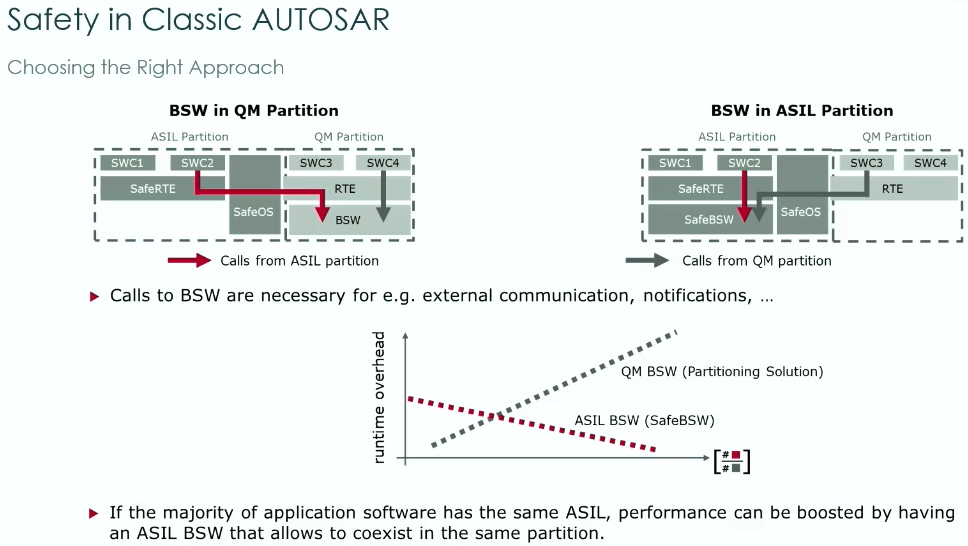 Safety in Classic AUTOSAR
Choosing the Right Approach
BSW in QM Partition
ASIL Partition
QM Partition
SWC1
SWC2
SWC3
SWC4
SafeRTE
RTE
SafeOS
BSW
BSW in ASIL Partition
ASIL Partition
QM Partition
SWC1
SWC2
SWC3
SWC4
SafeRTE
RTE
SafeBSW
SafeOS
Calls from ASIL partition
Calls from QM partition
Calls to BSW are necessary for e.g. external communication, notifications, …
runtime overhead
QM BSW (Partitioning Solution)
ASIL BSW (SafeBSW)
#
#
If the majority of application software has the same ASIL, performance can be boosted by having
an ASIL BSW that allows to coexist in the same partition.